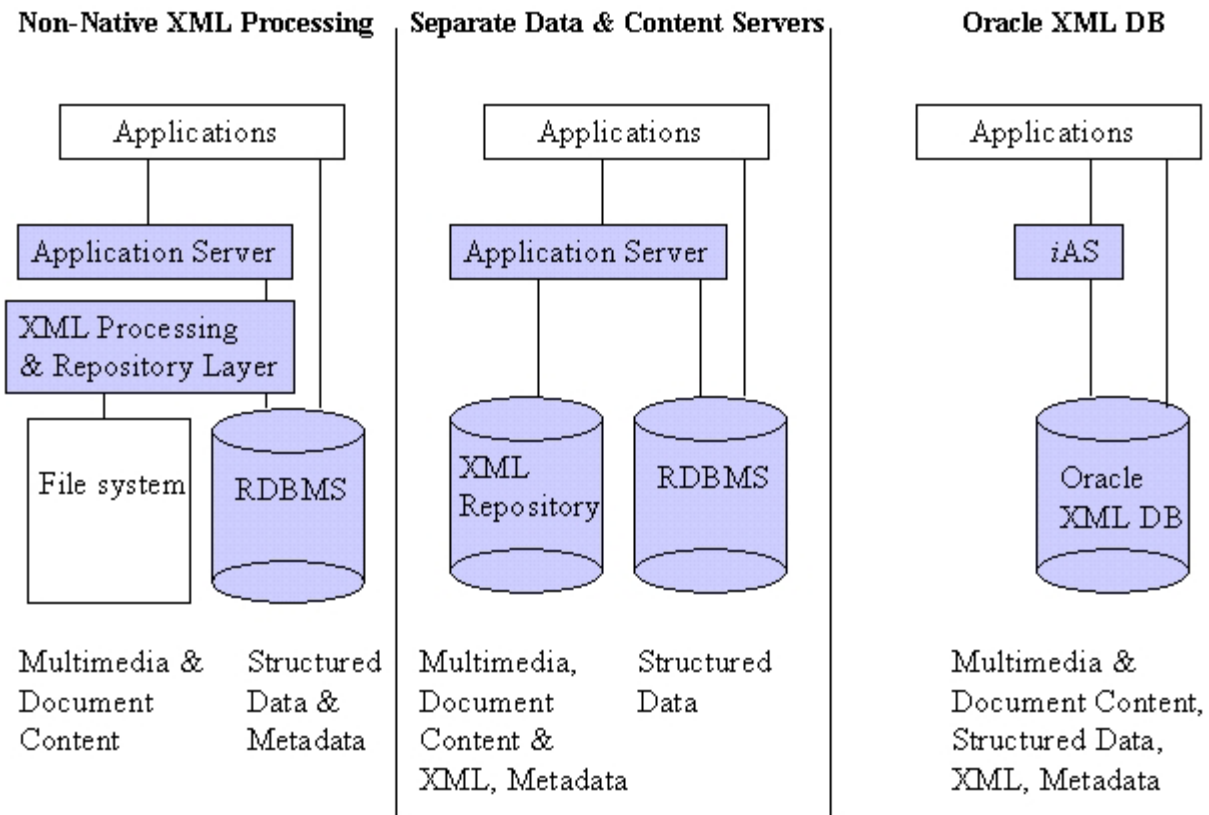 Non-Native XML Processing
Applications
Application Server
XML Processing
& Repository Layer
File system
RDBMS
Multimedia &
Document
Content
Structured
Data &
Metadata
Separate Data & Content Servers
Applications
Application Server
XML
Repository
RDBMS
Multimedia,
Document
Content &
XML, Metadata
Structured
Data
Oracle XML DB
Applications
iAS
Oracle
XML DB
Multimedia &
Document Content,
Structured Data,
XML, Metadata